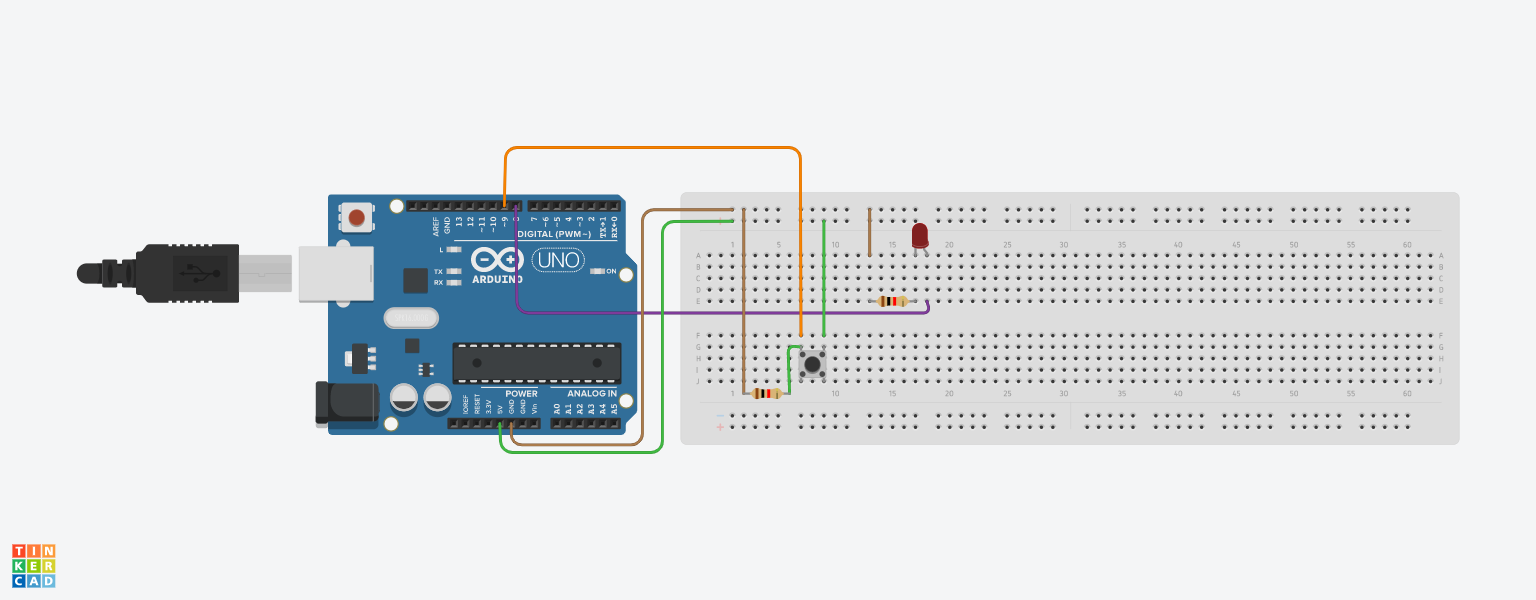 AREF
GND
13
12
~11
~10
~9
8
7
~6
~5
4
~3
2
TX→1
RX←0
DIGITAL (PWM~)
L
TX
RX
ON
UNO
ARDUINO
POWER
ANALOG IN
IOREF
RESET
3.3V
5V
GND
GND
Vin
A0
A1
A2
A3
A4
A5
1 5 10 15 20 25 30 35 40 45 50 55 60
A A
B B
C C
D D
E E
F F
G G
H H
I I
J J
1 5 10 15 20 25 30 35 40 45 50 55 60
TIN
KER
CAD